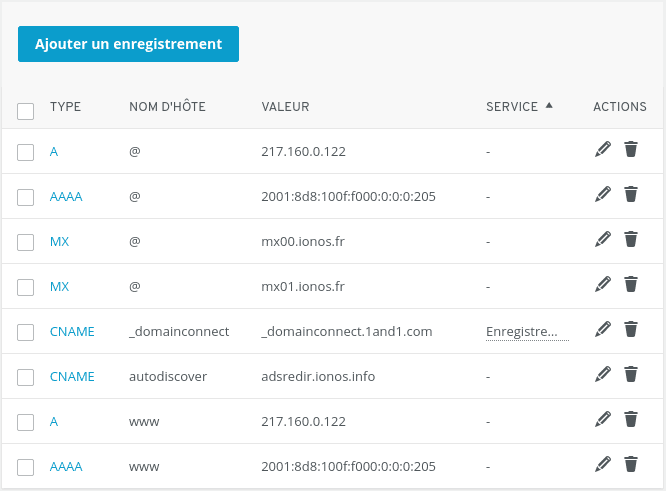 Ajouter un enregistrement
TYPE NOM D'HÔTE VALEUR SERVICE ▲ ACTIONS
A @ 217.160.0.122 -
AAAA @ 2001:8d8:100f:f000:0:0:0:205 -
MX @ mx00.ionos.fr -
MX @ mx01.ionos.fr -
CNAME _domainconnect _domainconnect.1and1.com Enregistre...
CNAME autodiscover adsredir.ionos.info -
A www 217.160.0.122 -
AAAA www 2001:8d8:100f:f000:0:0:0:205 -